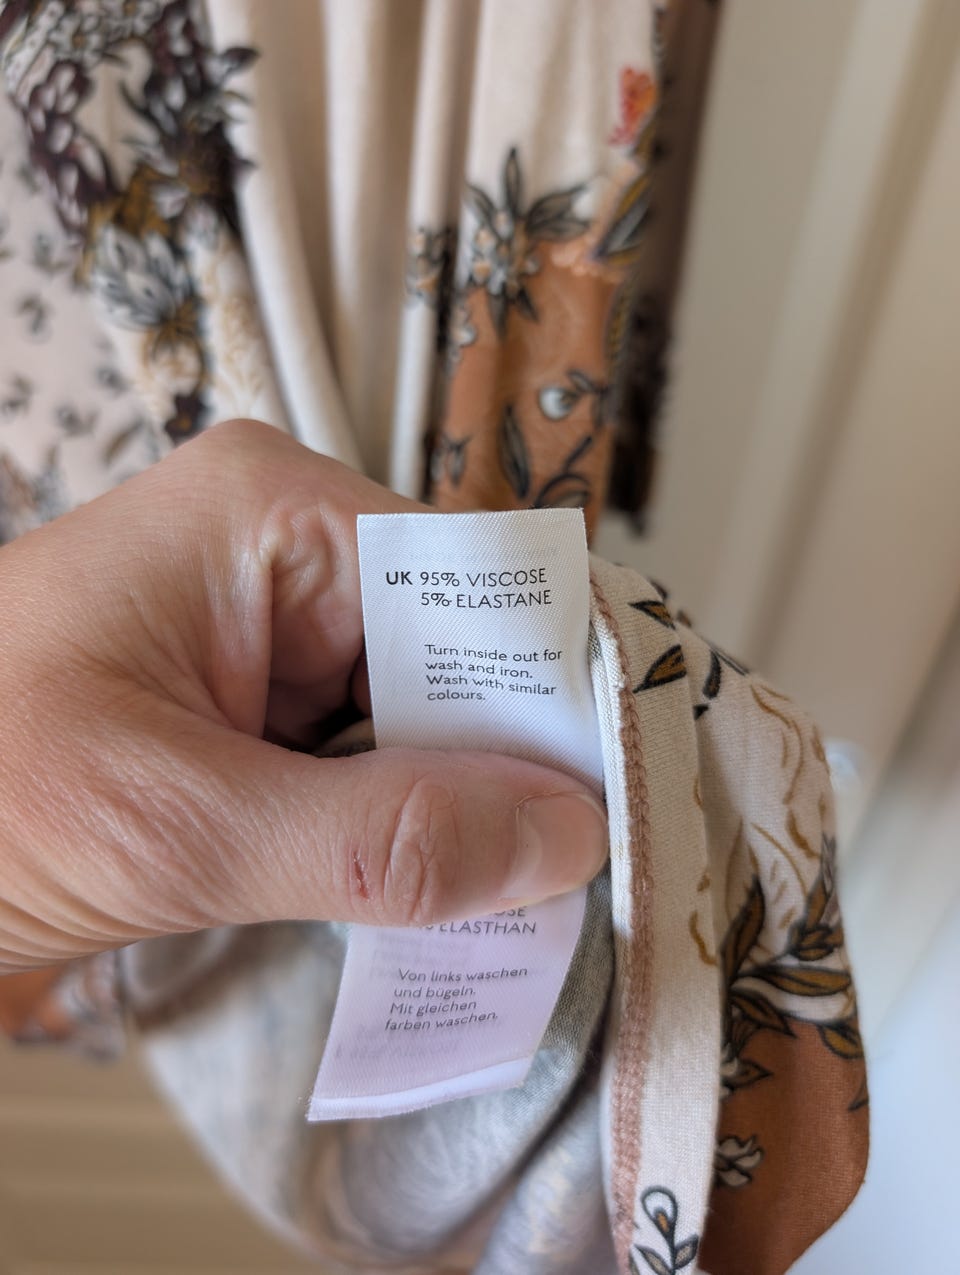 UK 95% VISCOSE
5% ELASTANE
Turn inside out for
wash and iron.
Wash with similar
colours.
ELASTHAN
Von links waschen
und bügeln.
Mit gleichen
farben waschen.